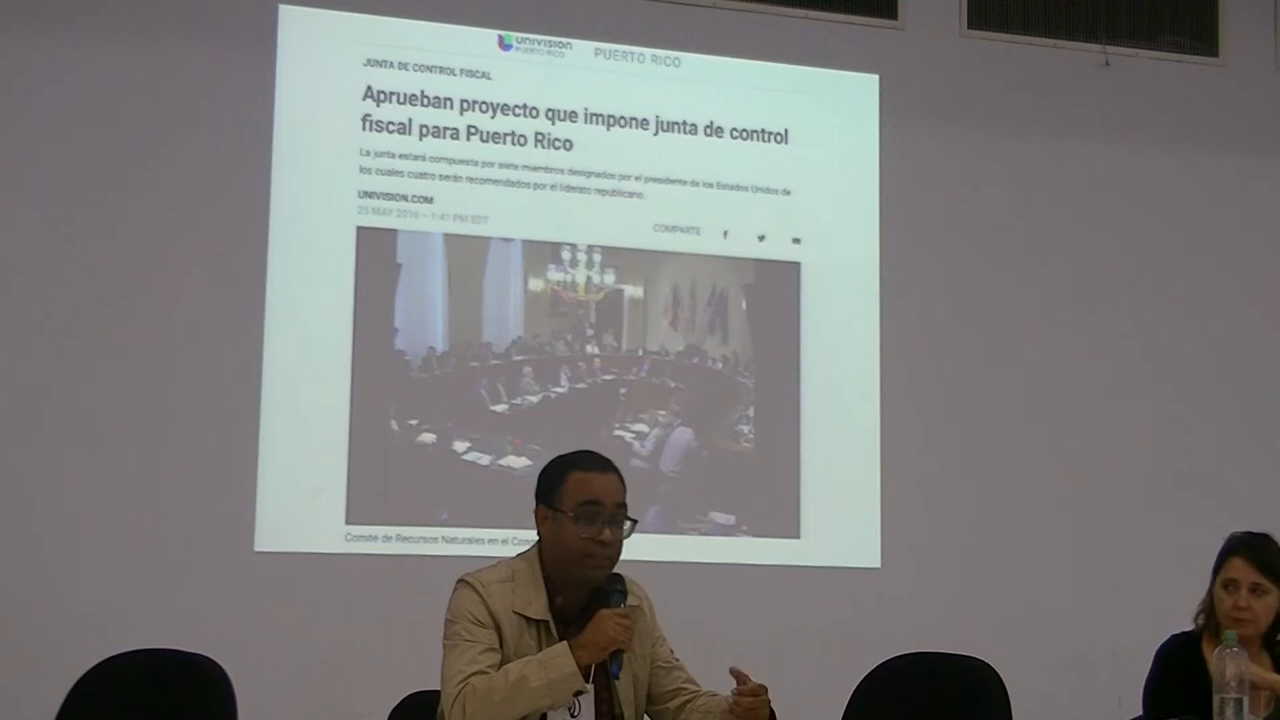 UNIVISION
PUERTO RICO
PUERTO RICO
JUNTA DE CONTROL FISCAL
Aprueban proyecto que impone junta de control
fiscal para Puerto Rico
La junta estará compuesta por siete miembros designados por el presidente de los Estados Unidos de
los cuales cuatro serán recomendados por el liderato republicano.
UNIVISION.COM
25 MAY 2016 – 1:41 PM EDT
COMPARTE
Comité de Recursos Naturales en el